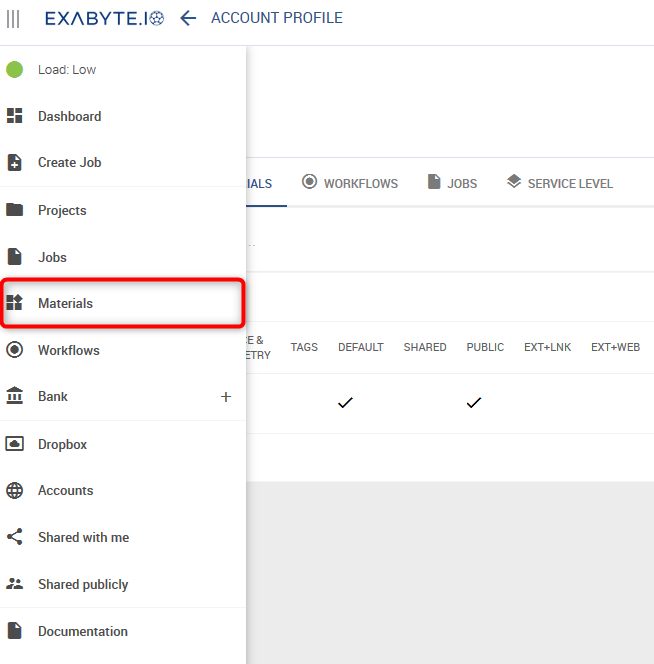 EXABYTE.IO
ACCOUNT PROFILE
Load: Low
Dashboard
Create Job
IALS WORKFLOWS JOBS SERVICE LEVEL
Projects
Jobs
Materials
Workflows
CE & ETRY TAGS DEFAULT SHARED PUBLIC EXT+LNK EXT+WEB
Bank +
Dropbox
Accounts
Shared with me
Shared publicly
Documentation